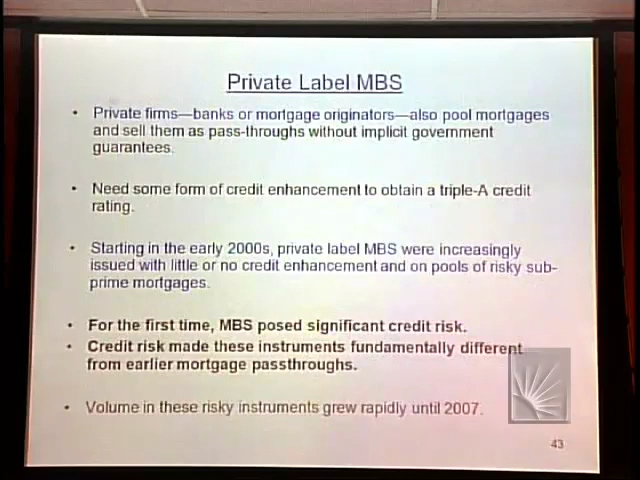 Private Label MBS
• Private firms—banks or mortgage originators—also pool mortgages
and sell them as pass-throughs without implicit government
guarantees.
• Need some form of credit enhancement to obtain a triple-A credit
rating.
• Starting in the early 2000s, private label MBS were increasingly
issued with little or no credit enhancement and on pools of risky sub-
prime mortgages.
• For the first time, MBS posed significant credit risk.
• Credit risk made these instruments fundamentally different
from earlier mortgage passthroughs.
• Volume in these risky instruments grew rapidly until 2007.
43